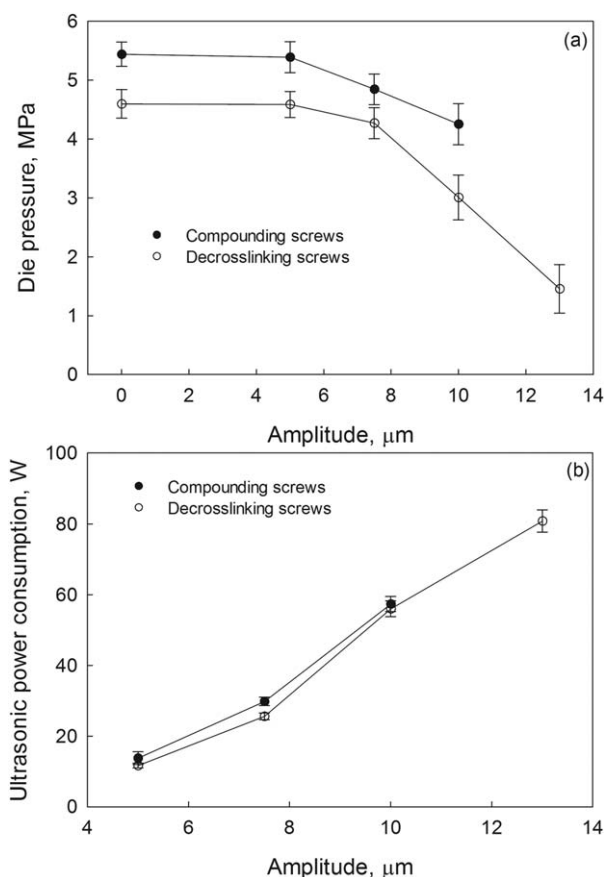 (a)
6
5
4
3
2
1
0
Die pressure, MPa
Compounding screws
Decrosslinking screws
0 2 4 6 8 10 12 14
Amplitude, μm
(b)
100
80
60
40
20
0
Ultrasonic power consumption, W
Compounding screws
Decrosslinking screws
4 6 8 10 12 14
Amplitude, μm